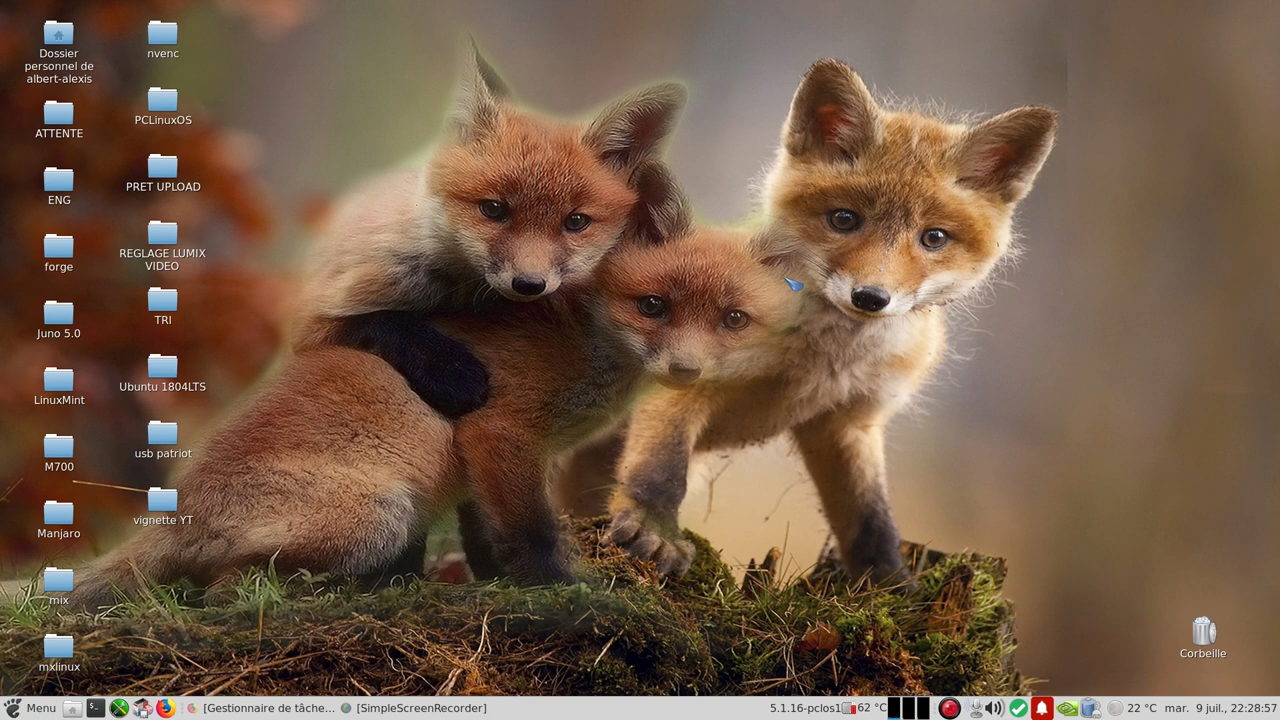 Dossier
personnel de
albert-alexis
ATTENTE
ENG
forge
Juno 5.0
LinuxMint
M700
Manjaro
mix
mxlinux
nvenc
PCLinuxOS
PRET UPLOAD
REGLAGE LUMIX
VIDEO
TRI
Ubuntu 1804LTS
usb patriot
vignette YT
Corbeille
Menu [Gestionnaire de tâche... [SimpleScreenRecorder] 5.1.16-pclos1 62 °C 22 °C mar. 9 juil., 22:28:57